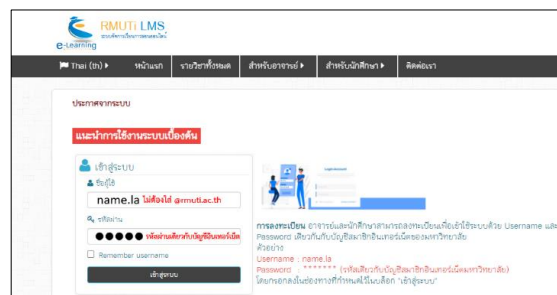 RMUTi LMS
ระบบจัดการเรียนการสอนออนไลน์
e-Learning
Thai (th) หน้าแรก รายวิชาทั้งหมด สำหรับอาจารย์ สำหรับนักศึกษา ติดต่อเรา
ประกาศจากระบบ
แนะนำการใช้งานระบบเบื้องต้น
เข้าสู่ระบบ
ชื่อผู้ใช้
name.la ไม่ต้องใส่ @rmuti.ac.th
รหัสผ่าน
รหัสผ่านเดียวกับบัญชีอินเทอร์เน็ต
Remember username
เข้าสู่ระบบ
การลงทะเบียน อาจารย์และนักศึกษาสามารถลงทะเบียนเพื่อเข้าใช้ระบบด้วย Username และ
Password เดียวกันกับบัญชีสมาชิกอินเทอร์เน็ตของมหาวิทยาลัย
ตัวอย่าง
Username : name.la
Password : ******* (รหัสเดียวกับบัญชีสมาชิกอินเทอร์เน็ตมหาวิทยาลัย)
โดยกรอกลงในช่องทางที่กำหนดไว้ในบล็อก "เข้าสู่ระบบ"